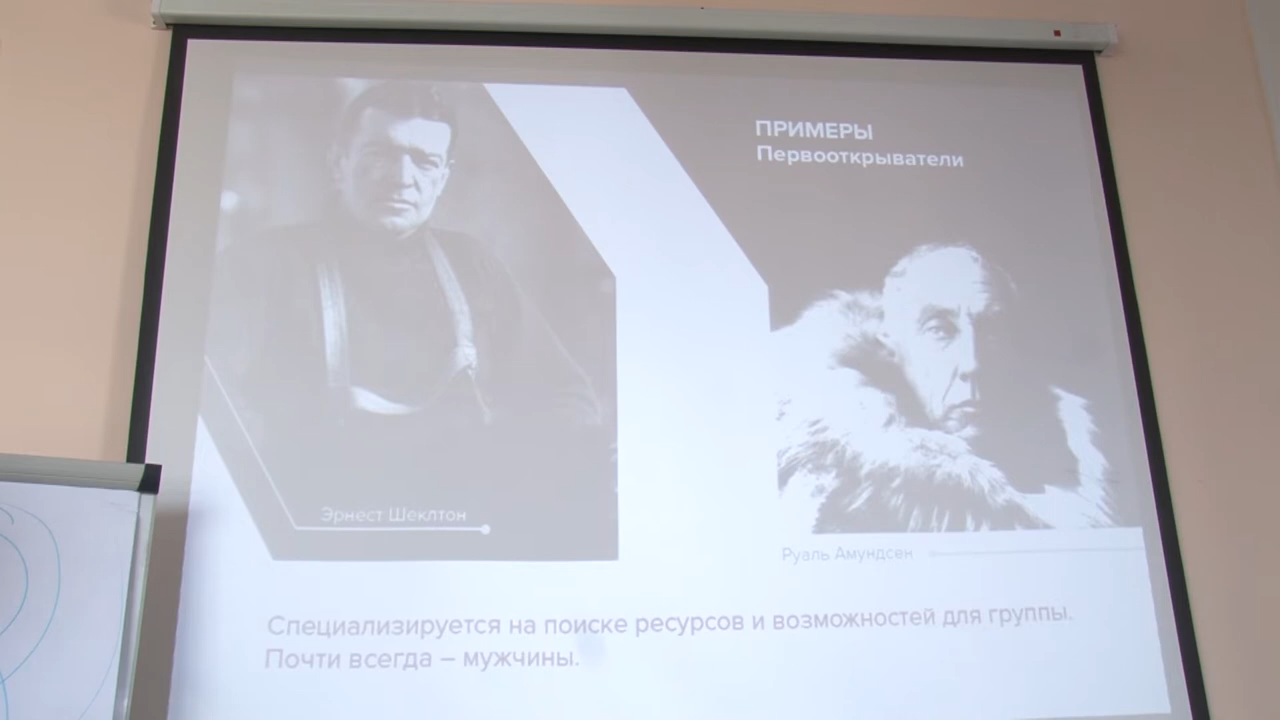 ПРИМЕРЫ
Первооткрыватели
Эрнест Шеклтон
Руаль Амундсен
Специализируется на поиске ресурсов и возможностей для группы.
Почти всегда – мужчины.